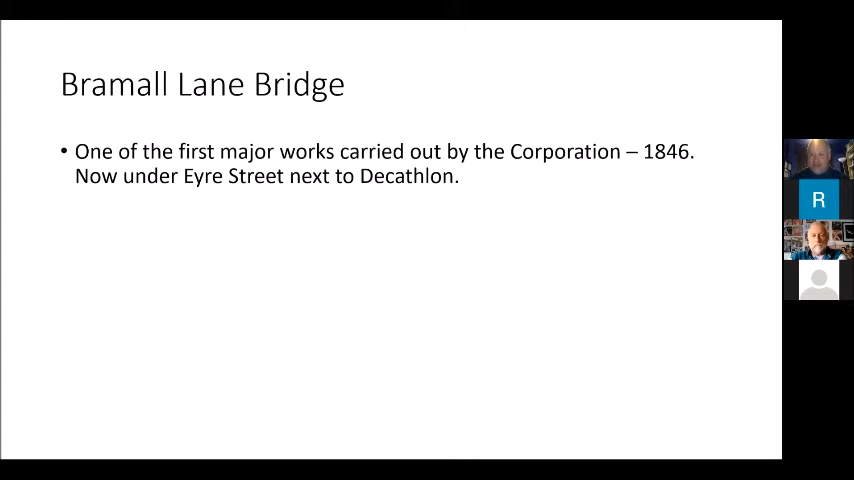 Bramall Lane Bridge
• One of the first major works carried out by the Corporation – 1846.
Now under Eyre Street next to Decathlon.
R